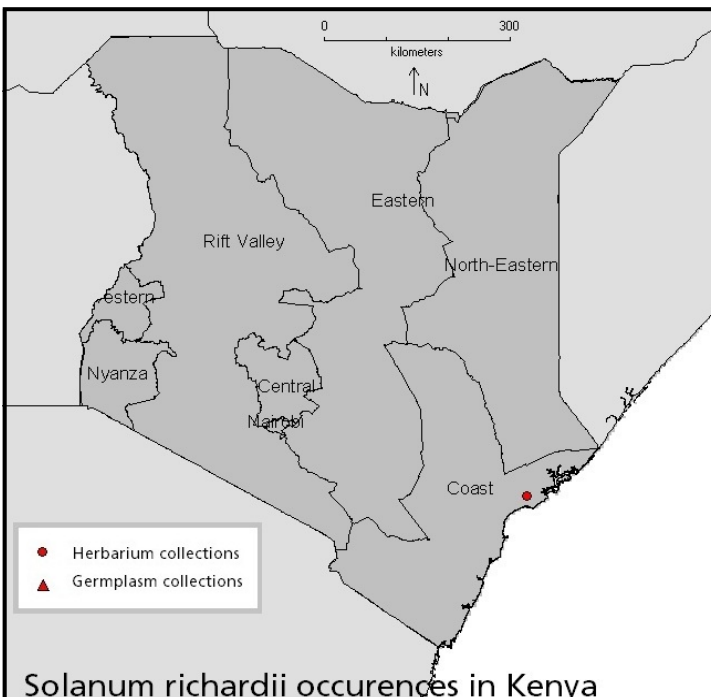 0 300
kilometers
N
Eastern
Rift Valley
North-Eastern
estern
Nyanza
Central
Nairobi
Coast
Herbarium collections
Germplasm collections
Solanum richardii occurences in Kenya